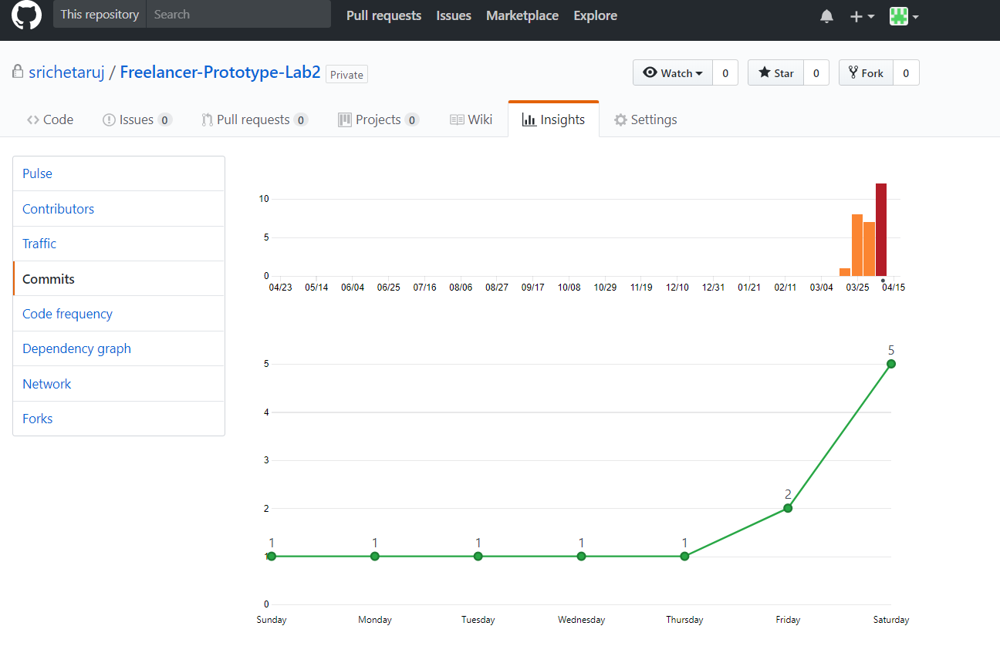 This repository Search Pull requests Issues Marketplace Explore
srichetaruj / Freelancer-Prototype-Lab2 Private Watch 0 Star 0 Fork 0
Code Issues 0 Pull requests 0 Projects 0 Wiki Insights Settings
Pulse
Contributors
Traffic
Commits
Code frequency
Dependency graph
Network
Forks
10
5
0
04/23 05/14 06/04 06/25 07/16 08/06 08/27 09/17 10/08 10/29 11/19 12/10 12/31 01/21 02/11 03/04 03/25 04/15
5
5
4
3
2
2
1 1 1 1 1
1
0
Sunday Monday Tuesday Wednesday Thursday Friday Saturday